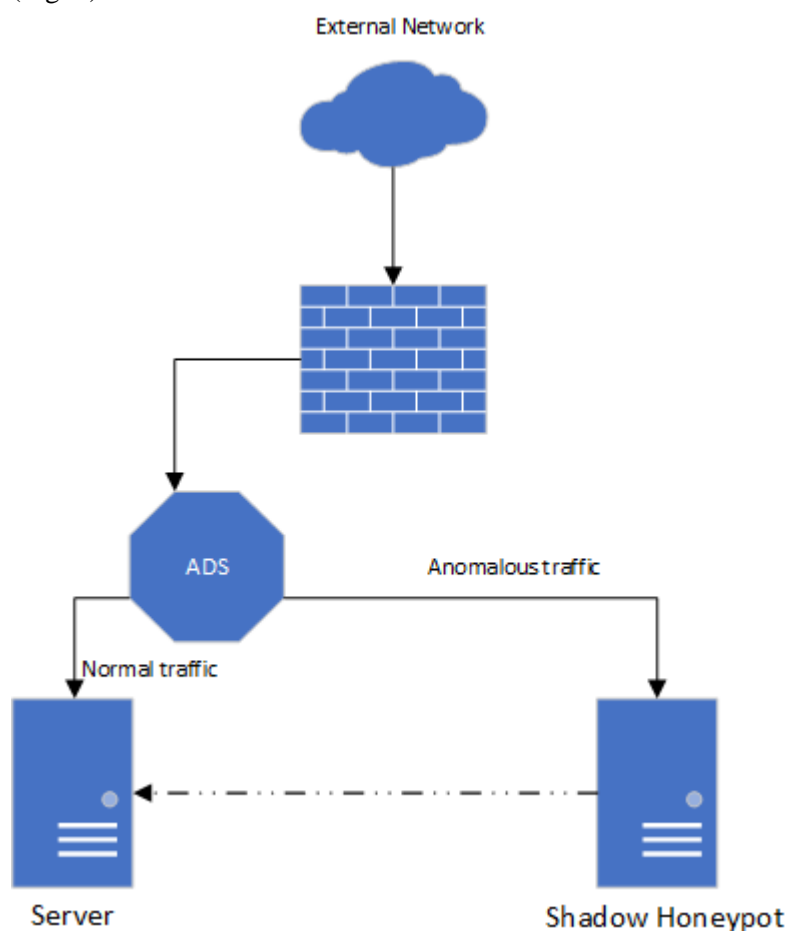 External Network
ADS
Anomalous traffic
Normal traffic
Server
Shadow Honeypot